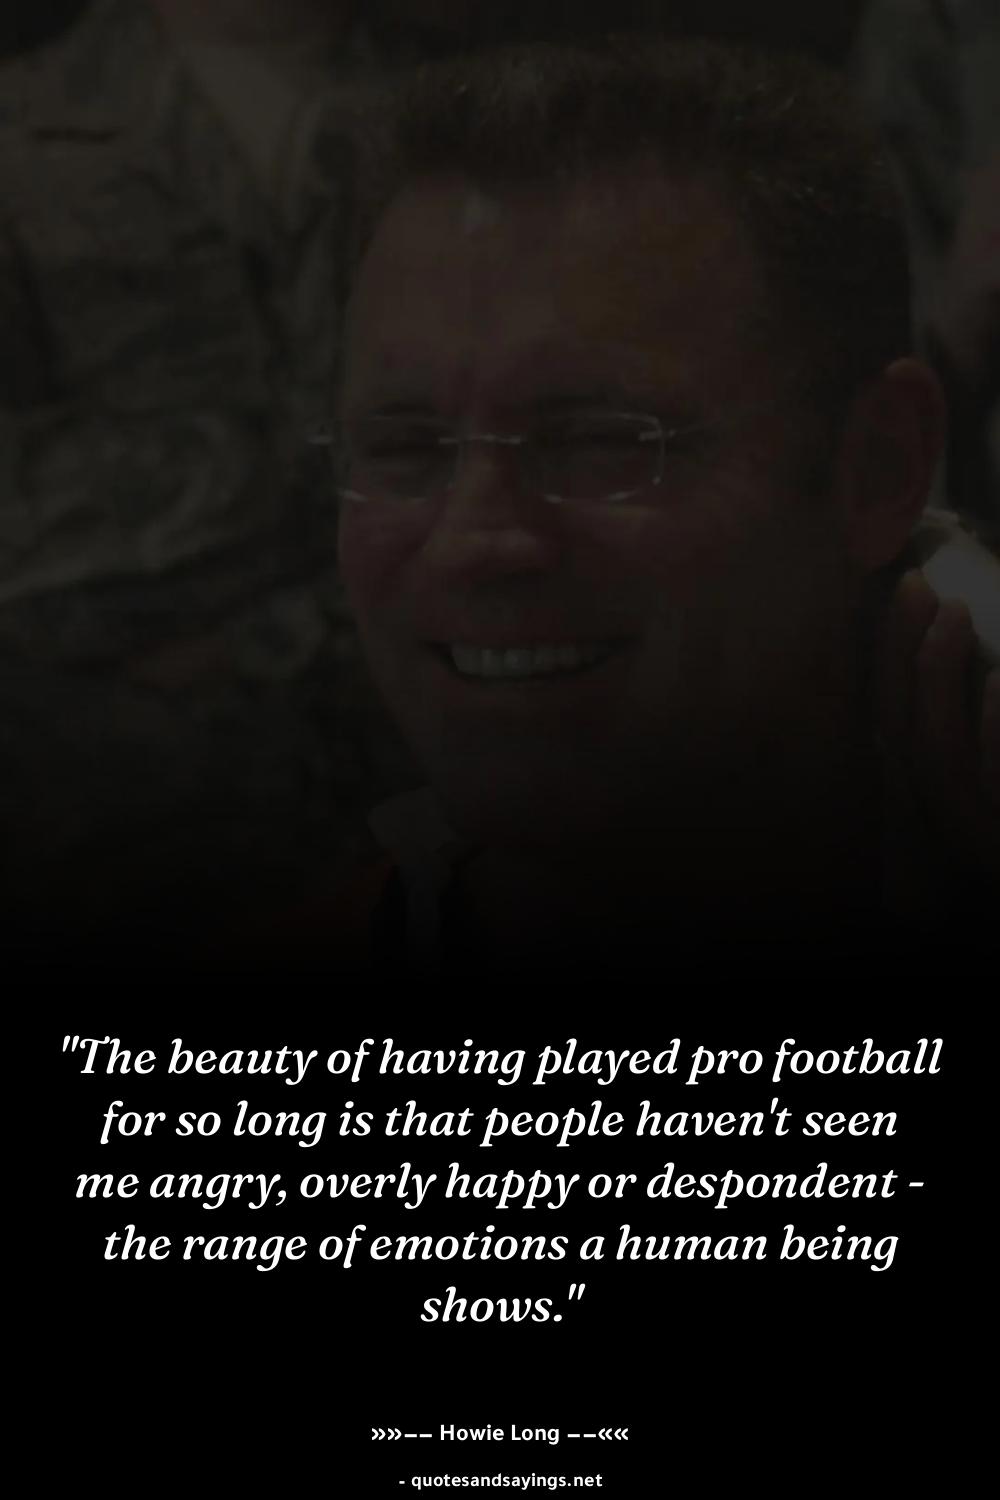 "The beauty of having played pro football
for so long is that people haven't seen
me angry, overly happy or despondent -
the range of emotions a human being
shows."
»»–– Howie Long ––««
- quotesandsayings.net